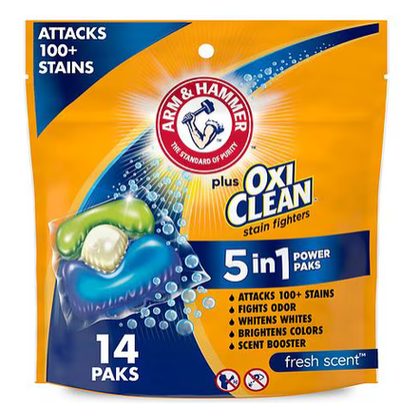 ATTACKS
100+
STAINS
ARM & HAMMER
THE STANDARD OF PURITY
plus
OXI
CLEAN
stain fighters
5 in 1 POWER
PAKS
ATTACKS 100+ STAINS
FIGHTS ODOR
WHITENS WHITES
BRIGHTENS COLORS
SCENT BOOSTER
14
PAKS
fresh scent™